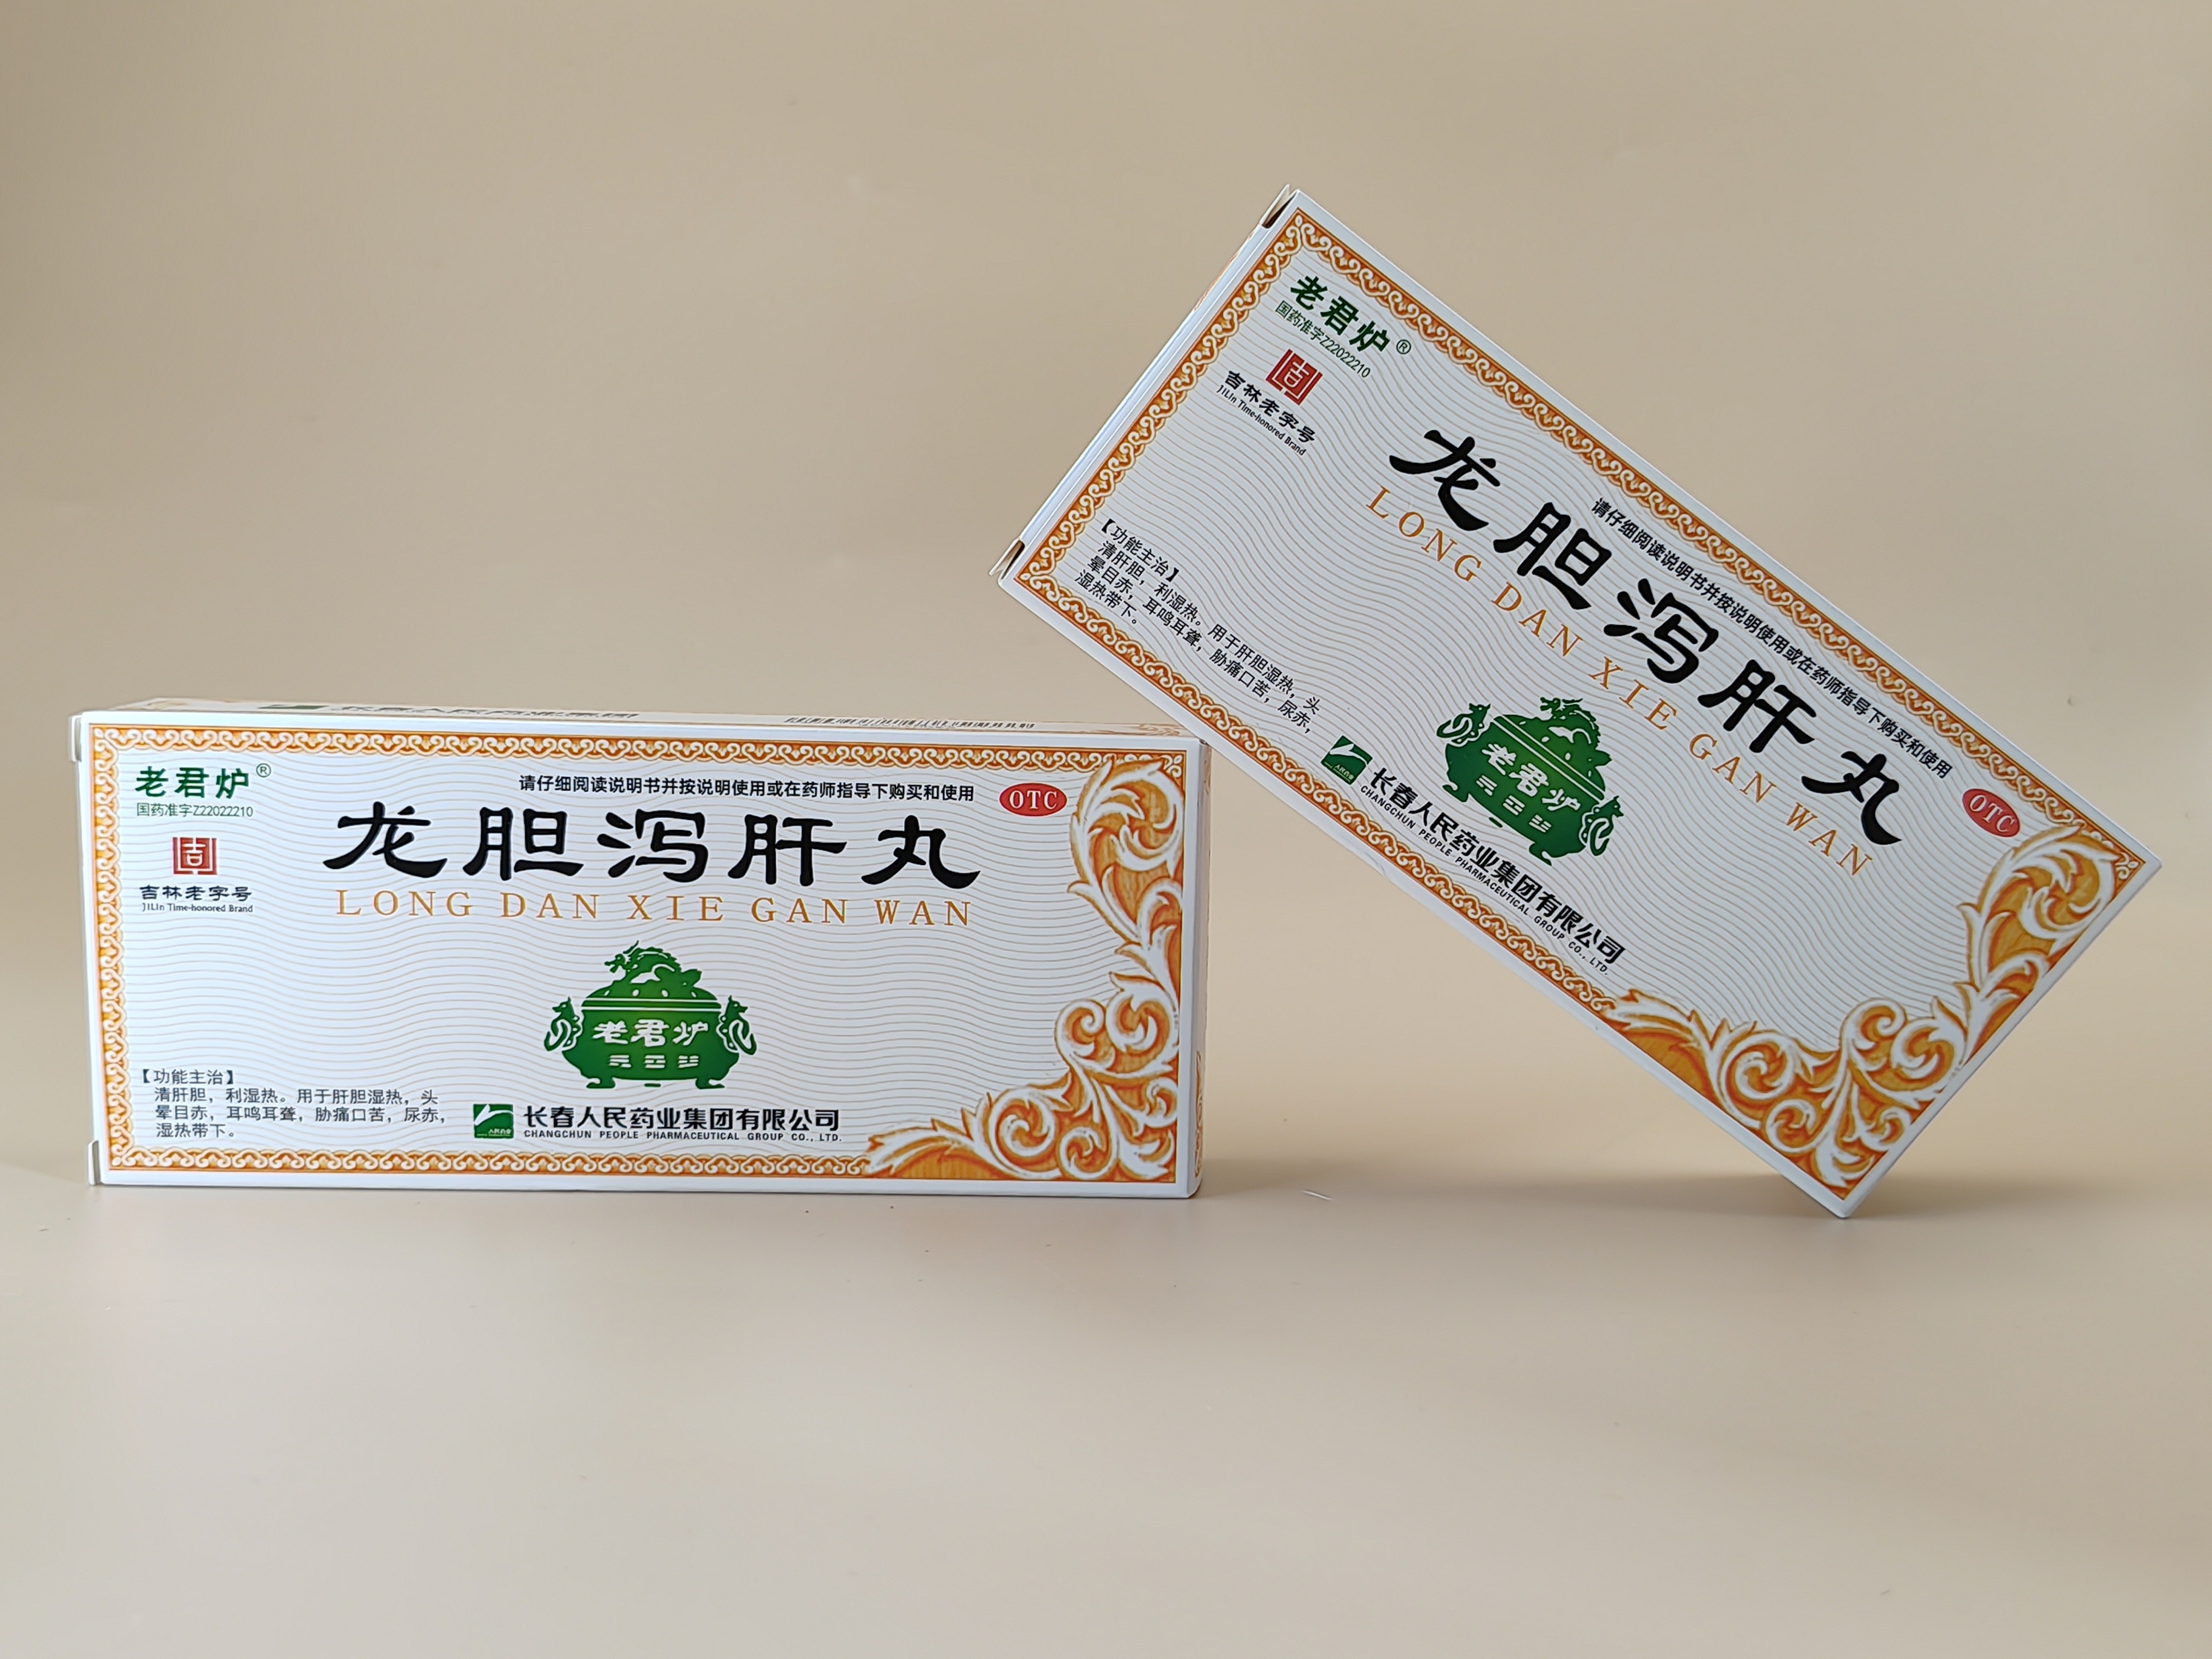 老君炉®
国药准字Z22022210
吉林老字号
JILIn Time-honored Brand
请仔细阅读说明书并按说明使用或在药师指导下购买和使用
OTC
龙胆泻肝丸
LONG DAN XIE GAN WAN
老君炉
【功能主治】
清肝胆，利湿热。用于肝胆湿热，头
晕目赤，耳鸣耳聋，胁痛口苦，尿赤，
湿热带下。
人民药业
长春人民药业集团有限公司
CHANGCHUN PEOPLE PHARMACEUTICAL GROUP CO., LTD.
老君炉®
国药准字Z22022210
吉林老字号
JILIn Time-honored Brand
请仔细阅读说明书并按说明使用或在药师指导下购买和使用
OTC
龙胆泻肝丸
LONG DAN XIE GAN WAN
老君炉
【功能主治】
清肝胆，利湿热。用于肝胆湿热，头
晕目赤，耳鸣耳聋，胁痛口苦，尿赤，
湿热带下。
人民药业
长春人民药业集团有限公司
CHANGCHUN PEOPLE PHARMACEUTICAL GROUP CO., LTD.